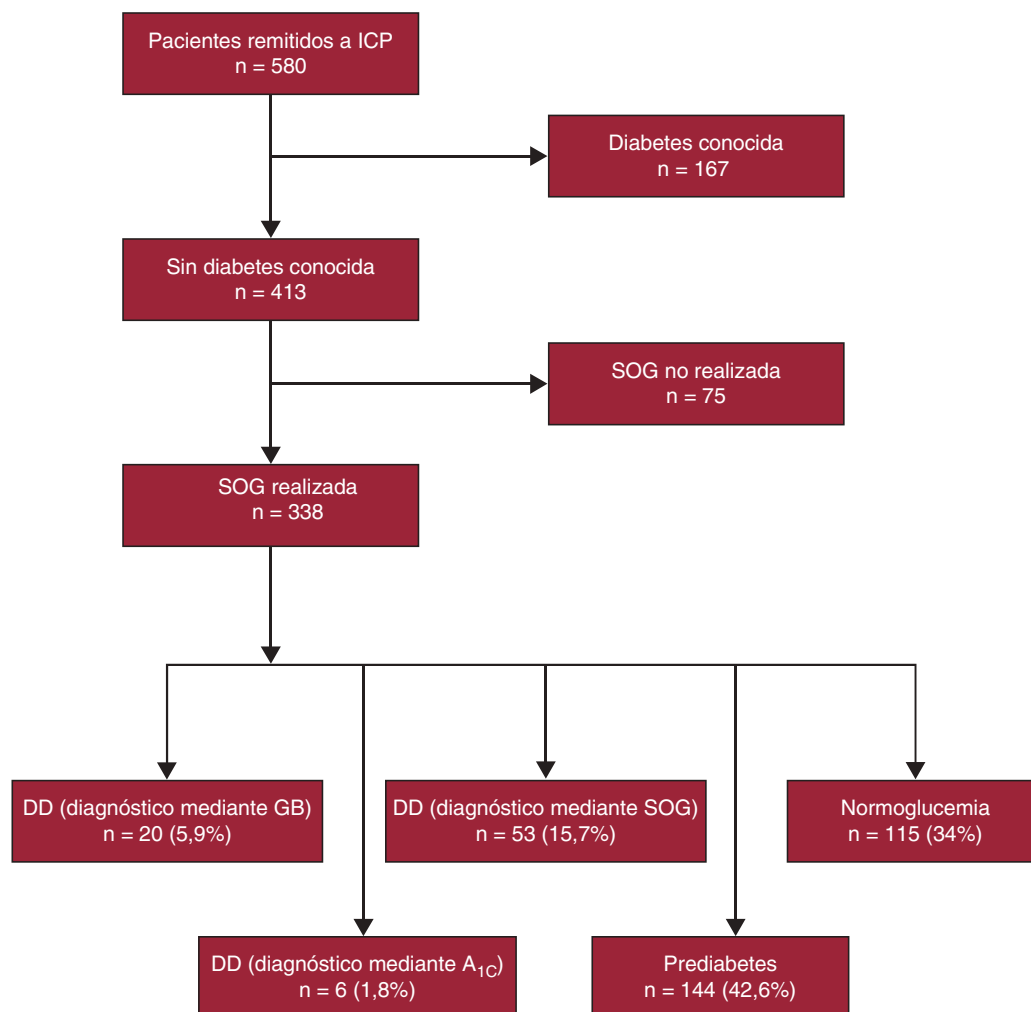 Pacientes remitidos a ICP
n = 580
Diabetes conocida
n = 167
Sin diabetes conocida
n = 413
SOG no realizada
n = 75
SOG realizada
n = 338
DD (diagnóstico mediante GB)
n = 20 (5,9%)
DD (diagnóstico mediante SOG)
n = 53 (15,7%)
Normoglucemia
n = 115 (34%)
DD (diagnóstico mediante A1C)
n = 6 (1,8%)
Prediabetes
n = 144 (42,6%)